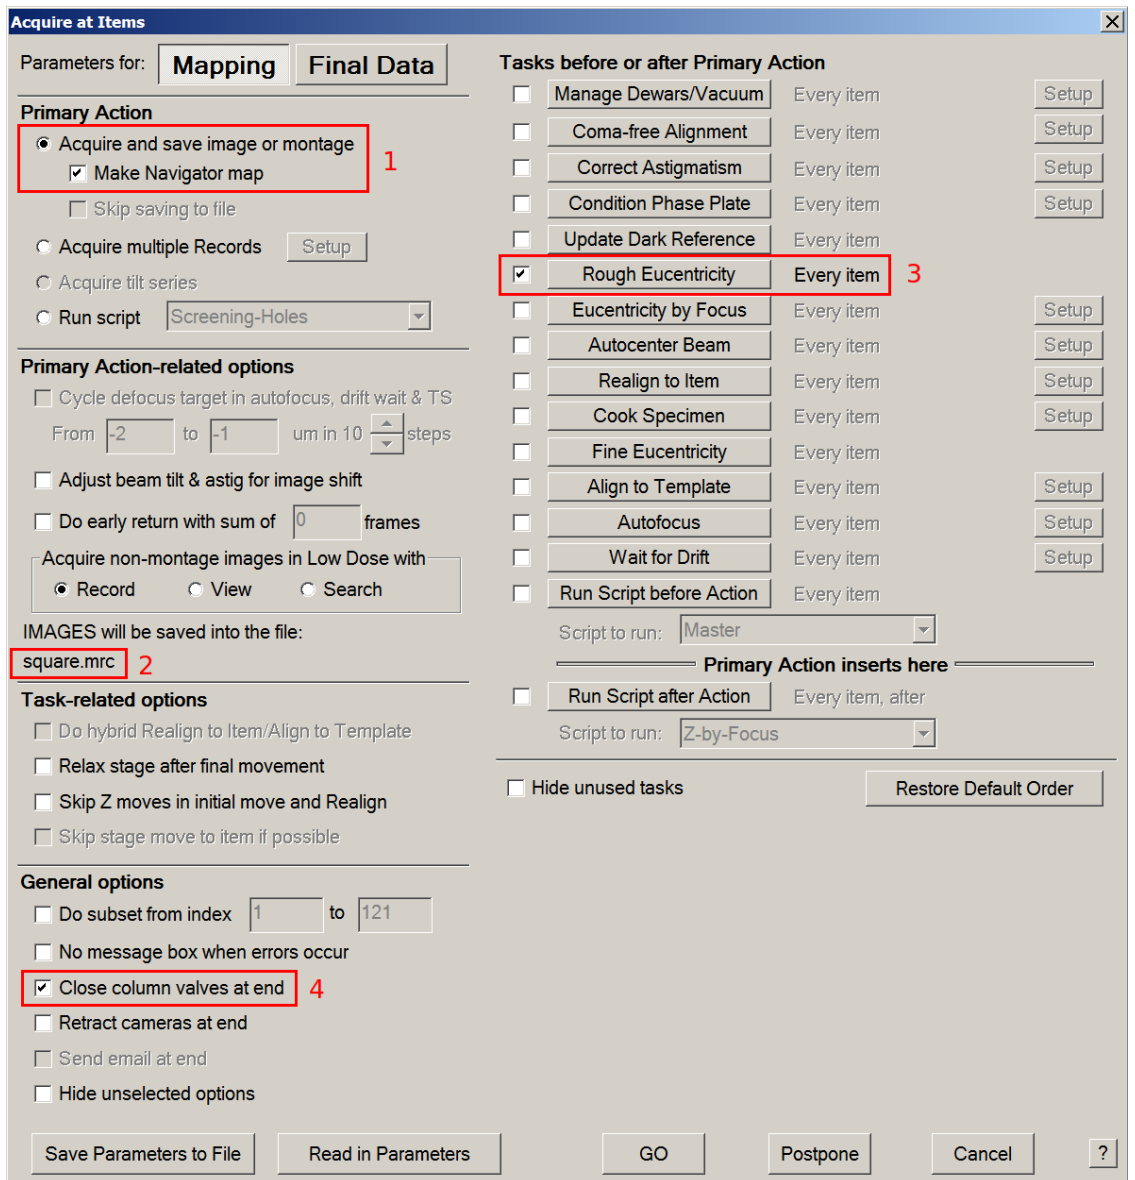 Acquire at Items
Parameters for: Mapping Final Data
Primary Action
Acquire and save image or montage
1
Make Navigator map
Skip saving to file
Acquire multiple Records Setup
Acquire tilt series
Run script Screening-Holes
Primary Action-related options
Cycle defocus target in autofocus, drift wait & TS
From -2 to -1 um in 10 steps
Adjust beam tilt & astig for image shift
Do early return with sum of 0 frames
Acquire non-montage images in Low Dose with
Record View Search
IMAGES will be saved into the file:
square.mrc 2
Task-related options
Do hybrid Realign to Item/Align to Template
Relax stage after final movement
Skip Z moves in initial move and Realign
Skip stage move to item if possible
General options
Do subset from index 1 to 121
No message box when errors occur
Close column valves at end 4
Retract cameras at end
Send email at end
Hide unselected options
Tasks before or after Primary Action
Manage Dewars/Vacuum Every item Setup
Coma-free Alignment Every item Setup
Correct Astigmatism Every item Setup
Condition Phase Plate Every item Setup
Update Dark Reference Every item
Rough Eucentricity Every item 3
Eucentricity by Focus Every item Setup
Autocenter Beam Every item Setup
Realign to Item Every item Setup
Cook Specimen Every item Setup
Fine Eucentricity Every item
Align to Template Every item Setup
Autofocus Every item Setup
Wait for Drift Every item Setup
Run Script before Action Every item
Script to run: Master
Primary Action inserts here
Run Script after Action Every item, after
Script to run: Z-by-Focus
Hide unused tasks Restore Default Order
Save Parameters to File Read in Parameters GO Postpone Cancel ?